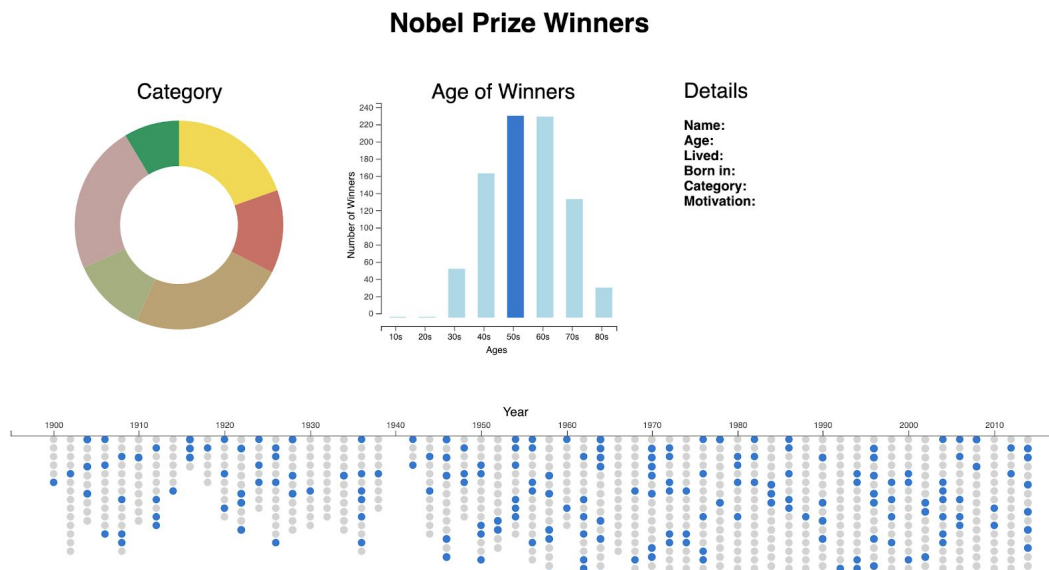 Nobel Prize Winners
Category
Age of Winners
Details
Name:
Age:
Lived:
Born in:
Category:
Motivation:
Number of Winners
240
220
200
180
160
140
120
100
80
60
40
20
0
10s 20s 30s 40s 50s 60s 70s 80s
Ages
Year
1900 1910 1920 1930 1940 1950 1960 1970 1980 1990 2000 2010